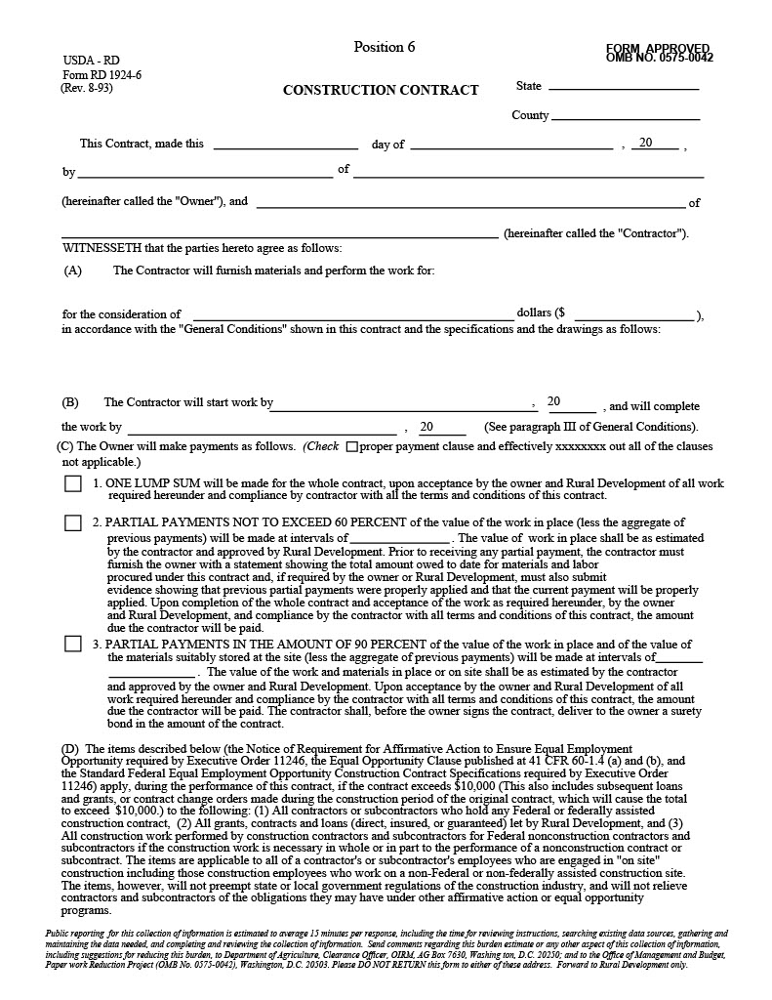 Position 6
FORM APPROVED
OMB NO. 0575-0042
USDA - RD
Form RD 1924-6
(Rev. 8-93)
CONSTRUCTION CONTRACT
State
County
This Contract, made this ____ day of ____ , 20 ____ ,
by ____ of ____
(hereinafter called the "Owner"), and ____ of
____ (hereinafter called the "Contractor").
WITNESSETH that the parties hereto agree as follows:
(A) The Contractor will furnish materials and perform the work for:
for the consideration of ____ dollars ($ ____ ),
in accordance with the "General Conditions" shown in this contract and the specifications and the drawings as follows:
(B) The Contractor will start work by ____ , 20 ____ , and will complete
the work by ____ , 20 ____ (See paragraph III of General Conditions).
(C) The Owner will make payments as follows. (Check ☐ proper payment clause and effectively xxxxxxxx out all of the clauses
not applicable.)
☐ 1. ONE LUMP SUM will be made for the whole contract, upon acceptance by the owner and Rural Development of all work
required hereunder and compliance by contractor with all the terms and conditions of this contract.
☐ 2. PARTIAL PAYMENTS NOT TO EXCEED 60 PERCENT of the value of the work in place (less the aggregate of
previous payments) will be made at intervals of ____ . The value of work in place shall be as estimated
by the contractor and approved by Rural Development. Prior to receiving any partial payment, the contractor must
furnish the owner with a statement showing the total amount owed to date for materials and labor
procured under this contract and, if required by the owner or Rural Development, must also submit
evidence showing that previous partial payments were properly applied and that the current payment will be properly
applied. Upon completion of the whole contract and acceptance of the work as required hereunder, by the owner
and Rural Development, and compliance by the contractor with all terms and conditions of this contract, the amount
due the contractor will be paid.
☐ 3. PARTIAL PAYMENTS IN THE AMOUNT OF 90 PERCENT of the value of the work in place and of the value of
the materials suitably stored at the site (less the aggregate of previous payments) will be made at intervals of ____
____ . The value of the work and materials in place or on site shall be as estimated by the contractor
and approved by the owner and Rural Development. Upon acceptance by the owner and Rural Development of all
work required hereunder and compliance by the contractor with all terms and conditions of this contract, the amount
due the contractor will be paid. The contractor shall, before the owner signs the contract, deliver to the owner a surety
bond in the amount of the contract.
(D) The items described below (the Notice of Requirement for Affirmative Action to Ensure Equal Employment
Opportunity required by Executive Order 11246, the Equal Opportunity Clause published at 41 CFR 60-1.4 (a) and (b), and
the Standard Federal Equal Employment Opportunity Construction Contract Specifications required by Executive Order
11246) apply, during the performance of this contract, if the contract exceeds $10,000 (This also includes subsequent loans
and grants, or contract change orders made during the construction period of the original contract, which will cause the total
to exceed $10,000.) to the following: (1) All contractors or subcontractors who hold any Federal or federally assisted
construction contract, (2) All grants, contracts and loans (direct, insured, or guaranteed) let by Rural Development, and (3)
All construction work performed by construction contractors and subcontractors for Federal nonconstruction contractors and
subcontractors if the construction work is necessary in whole or in part to the performance of a nonconstruction contract or
subcontract. The items are applicable to all of a contractor's or subcontractor's employees who are engaged in "on site"
construction including those construction employees who work on a non-Federal or non-federally assisted construction site.
The items, however, will not preempt state or local government regulations of the construction industry, and will not relieve
contractors and subcontractors of the obligations they may have under other affirmative action or equal opportunity
programs.
Public reporting for this collection of information is estimated to average 15 minutes per response, including the time for reviewing instructions, searching existing data sources, gathering and
maintaining the data needed, and completing and reviewing the collection of information. Send comments regarding this burden estimate or any other aspect of this collection of information,
including suggestions for reducing this burden, to Department of Agriculture, Clearance Officer, OIRM, AG Box 7630, Washing ton, D.C. 20250; and to the Office of Management and Budget,
Paper work Reduction Project (OMB No. 0575-0042), Washington, D.C. 20503. Please DO NOT RETURN this form to either of these address. Forward to Rural Development only.